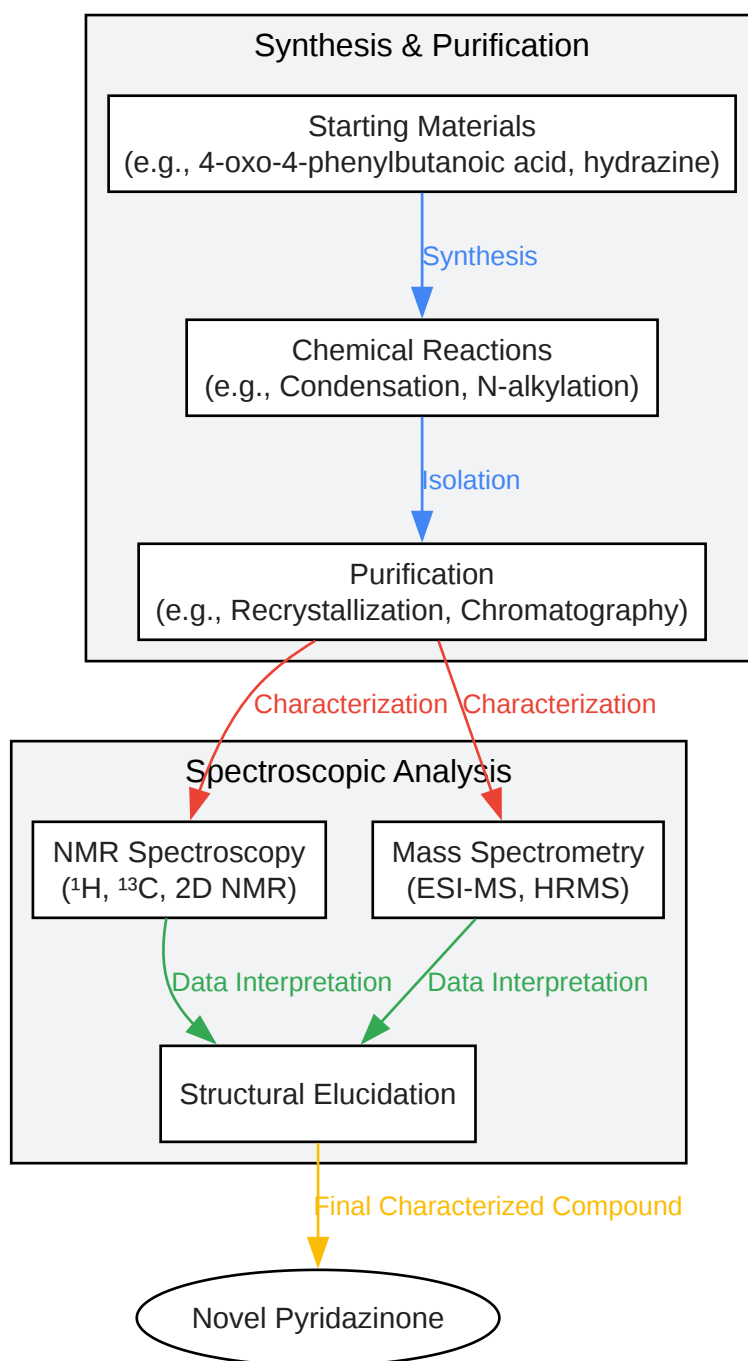 Synthesis & Purification
Starting Materials
(e.g., 4-oxo-4-phenylbutanoic acid, hydrazine)
Synthesis
Chemical Reactions
(e.g., Condensation, N-alkylation)
Isolation
Purification
(e.g., Recrystallization, Chromatography)
Characterization
Characterization
Spectroscopic Analysis
NMR Spectroscopy
(¹H, ¹³C, 2D NMR)
Mass Spectrometry
(ESI-MS, HRMS)
Data Interpretation
Data Interpretation
Structural Elucidation
Final Characterized Compound
Novel Pyridazinone